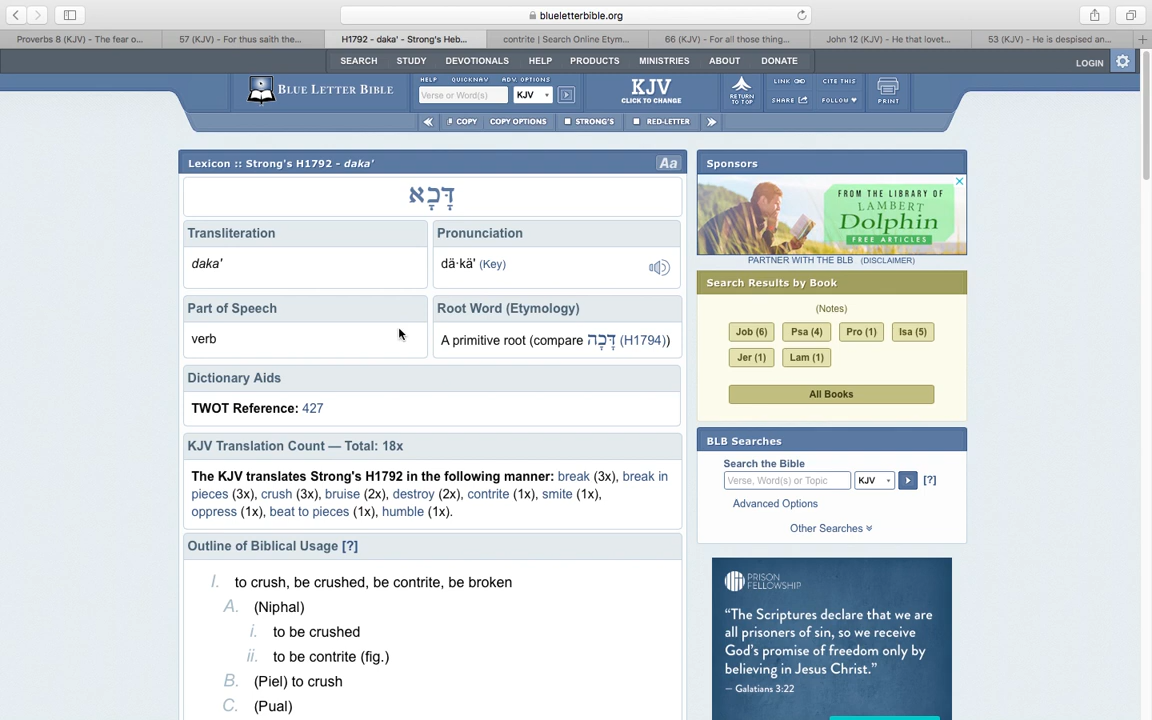 blueletterbible.org
Proverbs 8 (KJV) - The fear o...
57 (KJV) - For thus saith the...
H1792 - daka' - Strong's Heb...
contrite | Search Online Etym...
66 (KJV) - For all those thing...
John 12 (KJV) - He that lovet...
53 (KJV) - He is despised an...
SEARCH STUDY DEVOTIONALS HELP PRODUCTS MINISTRIES ABOUT DONATE LOGIN
BLUE LETTER BIBLE
HELP QUICKNAV ADV. OPTIONS
Verse or Word(s) KJV
KJV
CLICK TO CHANGE
RETURN
TO TOP
LINK CITE THIS
SHARE FOLLOW
PRINT
COPY COPY OPTIONS STRONG'S RED-LETTER
Lexicon :: Strong's H1792 - daka' Aa
דָּכָא
Transliteration
daka'
Pronunciation
dä·kä' (Key)
Part of Speech
verb
Root Word (Etymology)
A primitive root (compare דָּכָה (H1794))
Dictionary Aids
TWOT Reference: 427
KJV Translation Count — Total: 18x
The KJV translates Strong's H1792 in the following manner: break (3x), break in
pieces (3x), crush (3x), bruise (2x), destroy (2x), contrite (1x), smite (1x),
oppress (1x), beat to pieces (1x), humble (1x).
Outline of Biblical Usage [?]
I. to crush, be crushed, be contrite, be broken
A. (Niphal)
i. to be crushed
ii. to be contrite (fig.)
B. (Piel) to crush
C. (Pual)
Sponsors
FROM THE LIBRARY OF
LAMBERT
Dolphin
FREE ARTICLES
PARTNER WITH THE BLB (DISCLAIMER)
Search Results by Book
(Notes)
Job (6) Psa (4) Pro (1) Isa (5)
Jer (1) Lam (1)
All Books
BLB Searches
Search the Bible
Verse, Word(s) or Topic KJV [?]
Advanced Options
Other Searches
PRISON
FELLOWSHIP
“The Scriptures declare that we are
all prisoners of sin, so we receive
God’s promise of freedom only by
believing in Jesus Christ.”
— Galatians 3:22